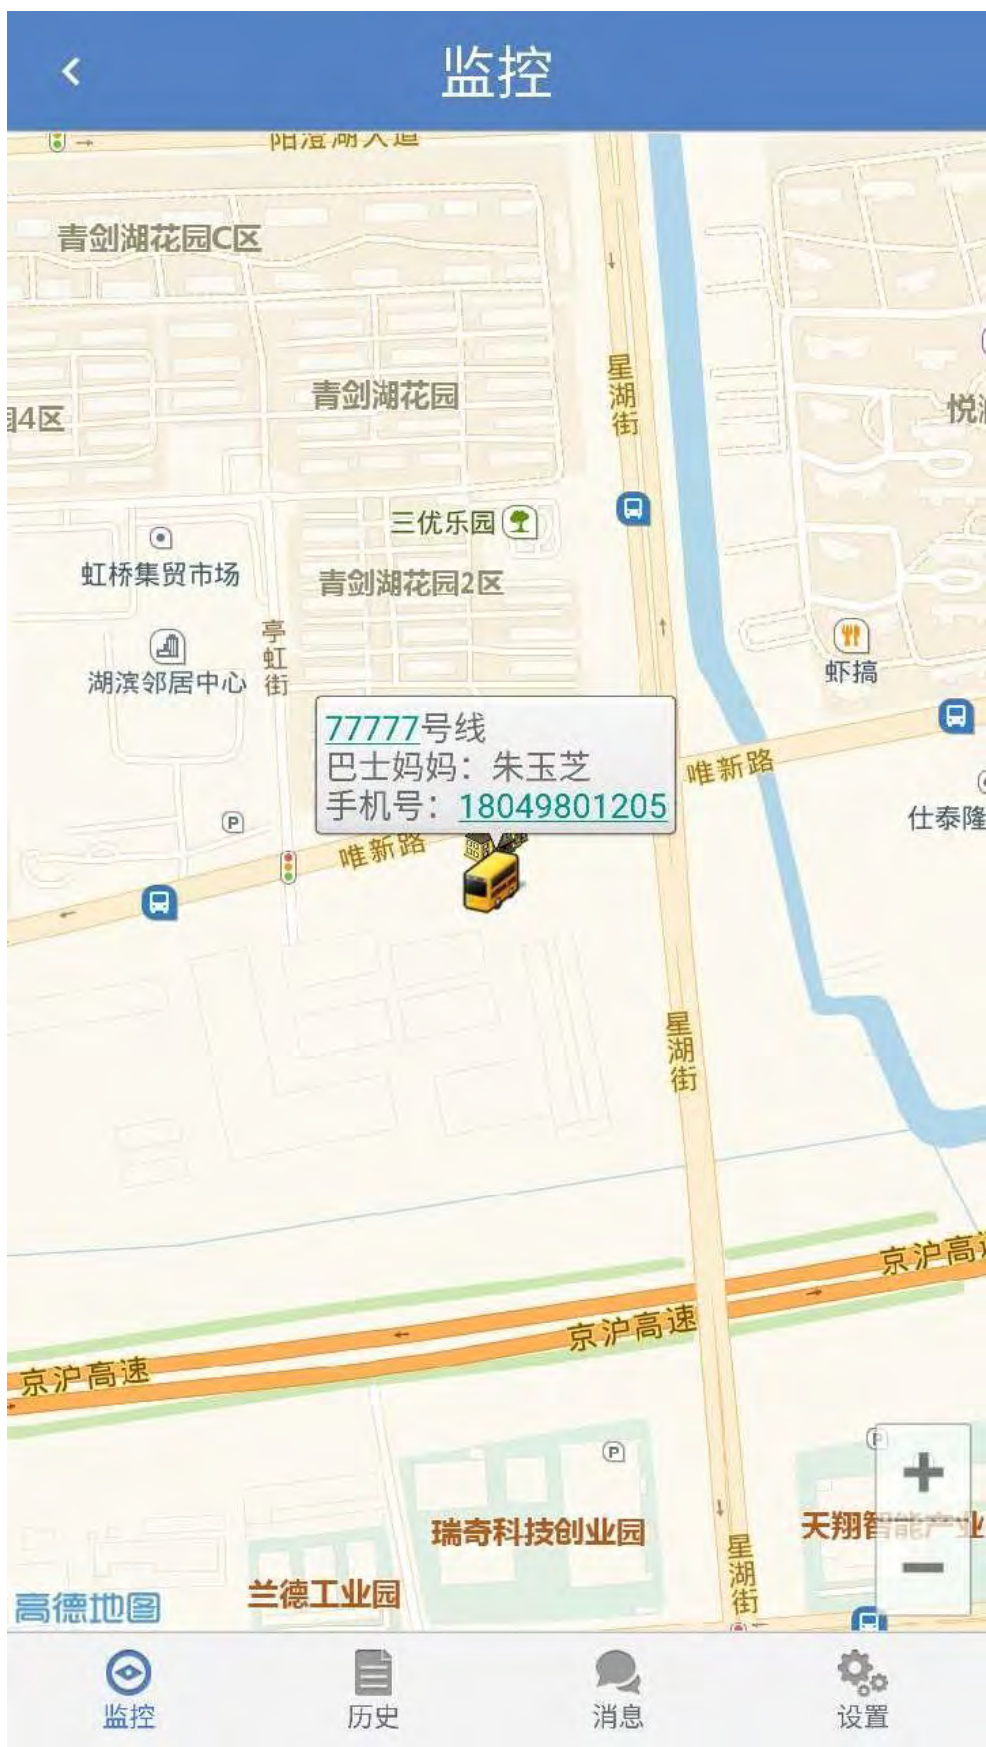 监控
阳澄湖大道
青剑湖花园C区
星湖街
青剑湖花园
4区
三优乐园
虹桥集贸市场
青剑湖花园2区
亭虹街
湖滨邻居中心
虾搞
77777号线
巴士妈妈：朱玉芝
手机号：18049801205
唯新路
P
仕泰隆
唯新路
星湖街
京沪高
京沪高速
京沪高速
P
P
+
瑞奇科技创业园
天翔智能产业
星湖街
兰德工业园
高德地图
监控
历史
消息
设置